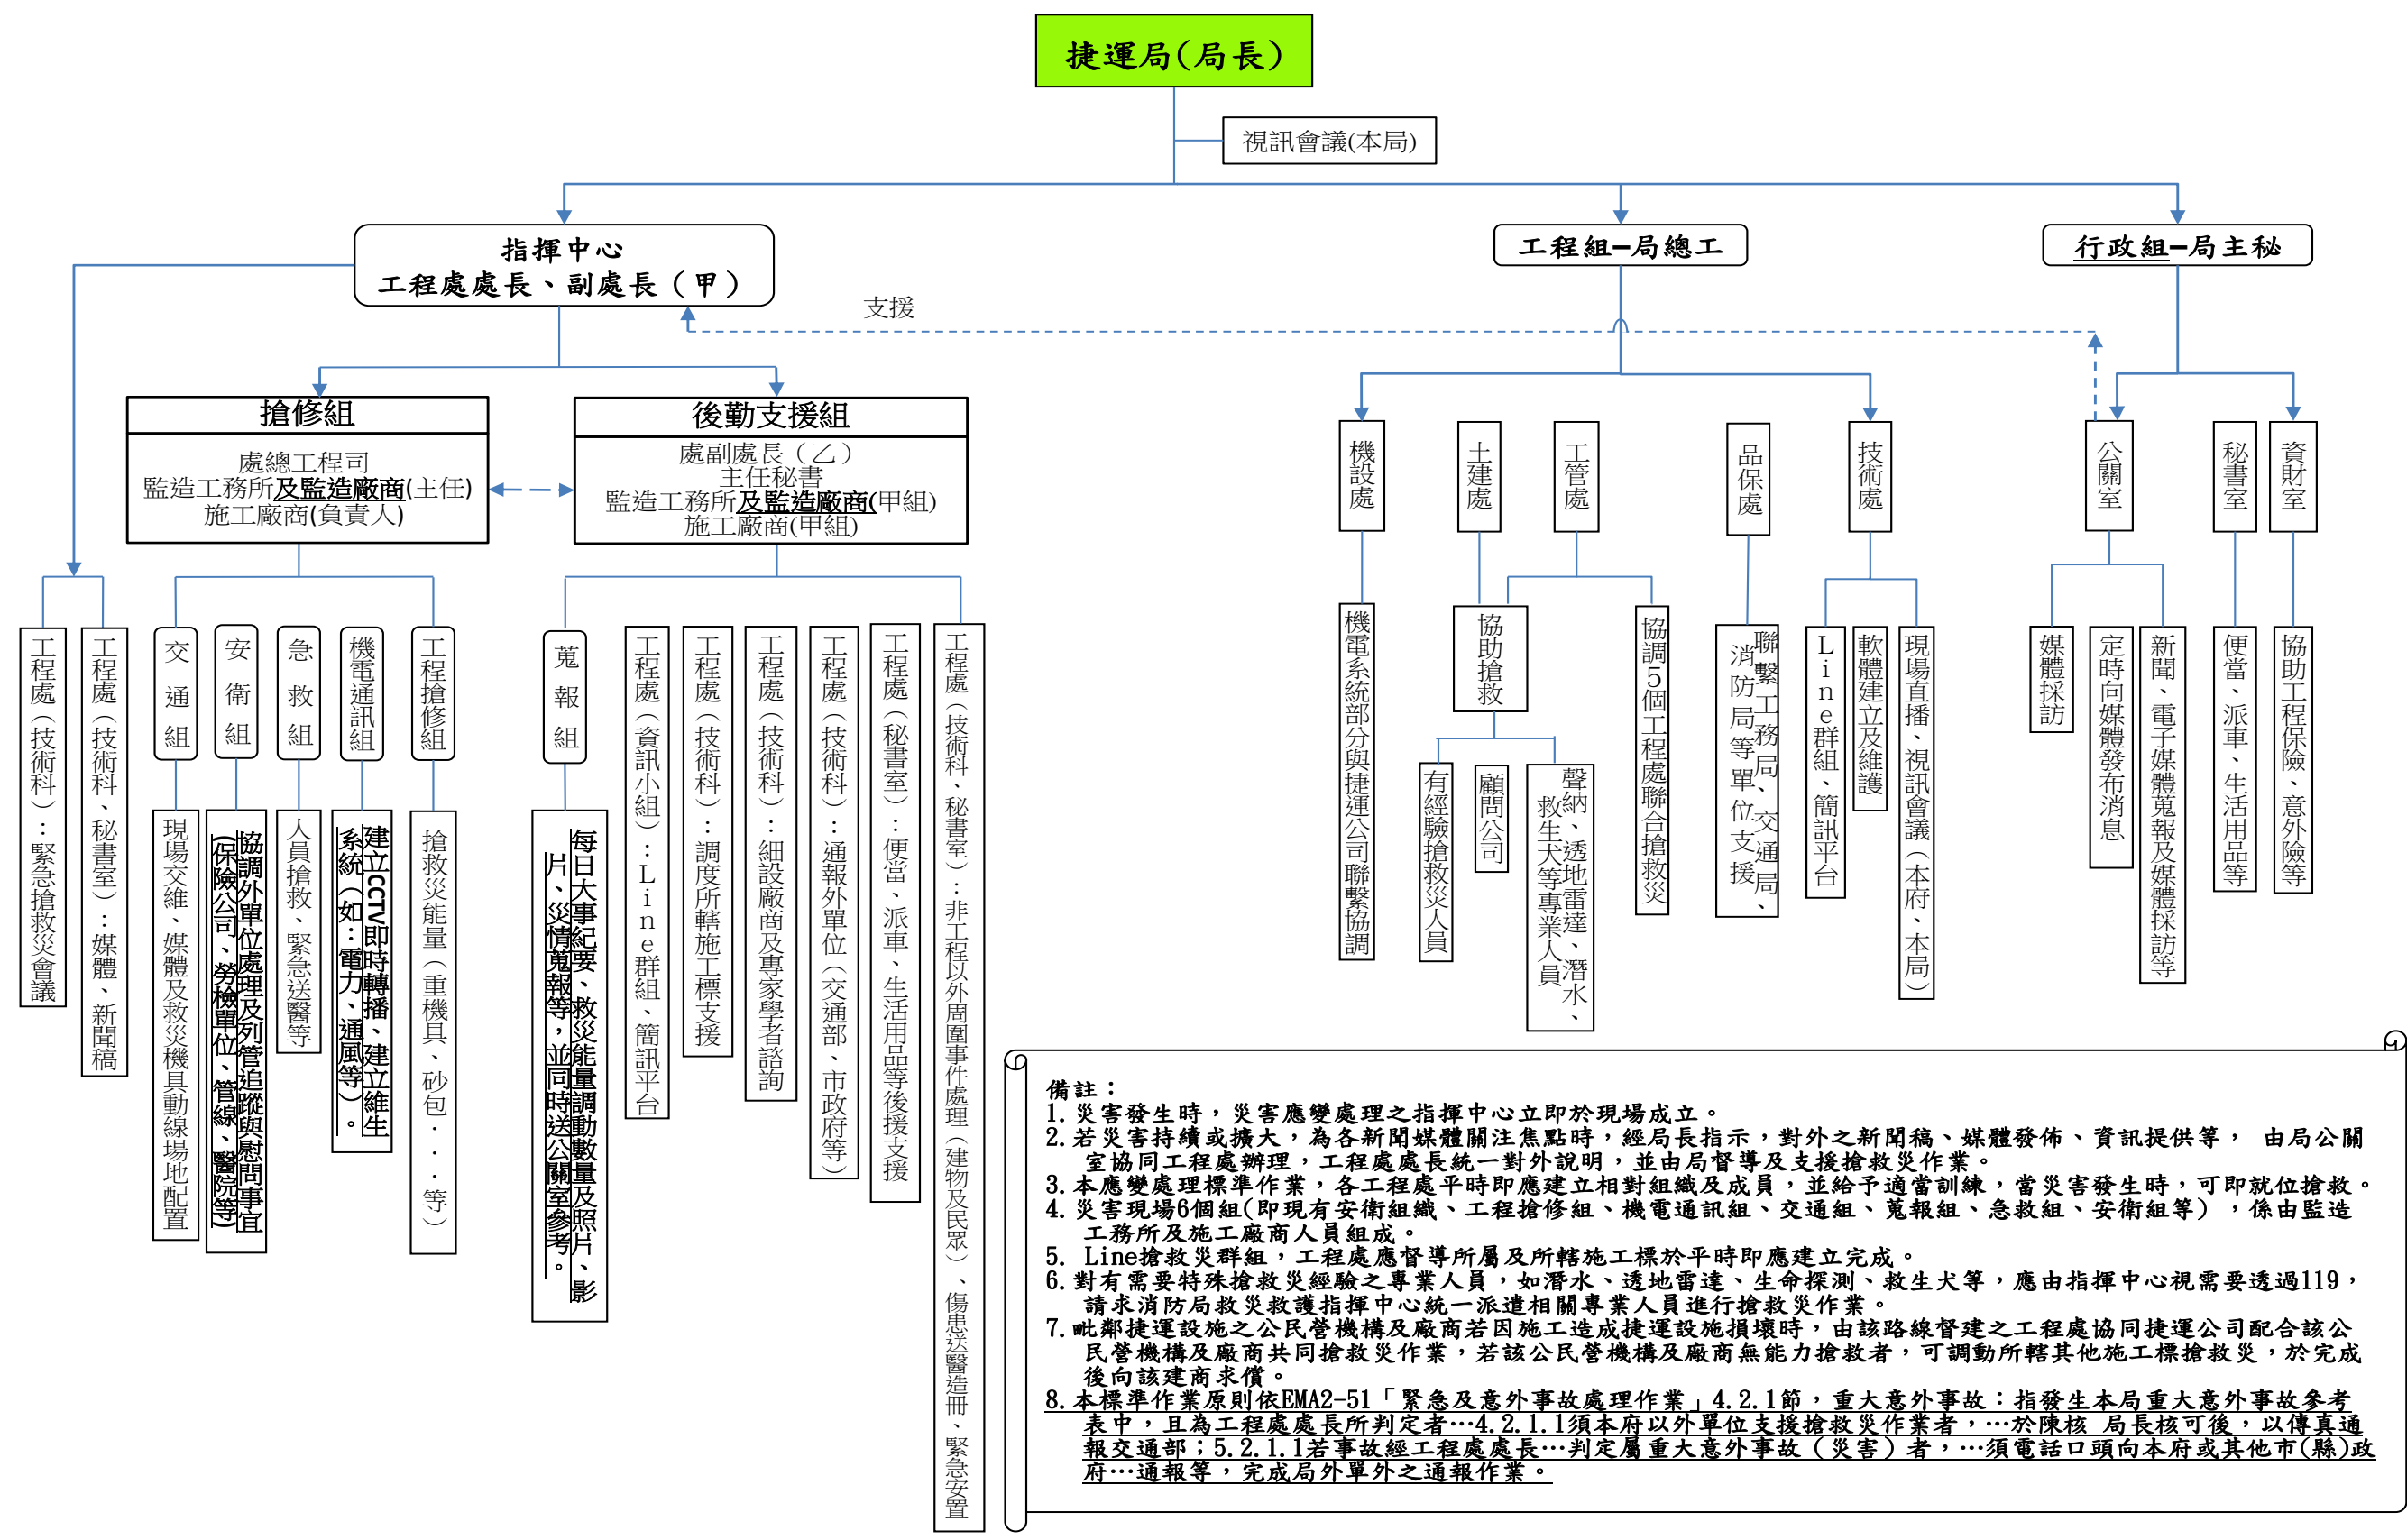 捷運局(局長)
視訊會議(本局)
指揮中心
工程處處長、副處長（甲）
工程組-局總工
行政組-局主秘
支援
搶修組
處總工程司
監造工務所及監造廠商(主任)
施工廠商(負責人)
後勤支援組
處副處長（乙）
主任秘書
監造工務所及監造廠商(甲組)
施工廠商(甲組)
機設處
土建處
工管處
品保處
技術處
公關室
秘書室
資財室
工程處（技術科）：緊急搶救災會議
工程處（技術科、秘書室）：媒體、新聞稿
交通組
安衛組
急救組
機電通訊組
工程搶修組
蒐報組
現場交維、媒體及救災機具動線場地配置
協調外單位處理及列管追蹤與慰問事宜
(保險公司、勞檢單位、管線、醫院等)
人員搶救、緊急送醫等
建立CCTV即時轉播、建立維生
系統（如：電力、通風等）。
搶救災能量（重機具、砂包...等）
每日大事紀要、救災能量調動數量及照片、影
片、災情蒐報等，並同時送公關室參考。
工程處（資訊小組）：Line群組、簡訊平台
工程處（技術科）：調度所轄施工標支援
工程處（技術科）：細設廠商及專家學者諮詢
工程處（技術科）：通報外單位（交通部、市政府等）
工程處（秘書室）：便當、派車、生活用品等後援支援
工程處（技術科、秘書室）：非工程以外周圍事件處理（建物及民眾）、傷患送醫造冊、緊急安置
機電系統部分與捷運公司聯繫協調
協助搶救
有經驗搶救災人員
顧問公司
聲納、透地雷達、潛水、
救生犬等專業人員
協調5個工程處聯合搶救災
聯繫工務局、交通局、
消防局等單位支援
Line群組、簡訊平台
軟體建立及維護
現場直播、視訊會議（本府、本局）
媒體採訪
定時向媒體發布消息
新聞、電子媒體蒐報及媒體採訪等
便當、派車、生活用品等
協助工程保險、意外險等
備註：
1.災害發生時，災害應變處理之指揮中心立即於現場成立。
2.若災害持續或擴大，為各新聞媒體關注焦點時，經局長指示，對外之新聞稿、媒體發佈、資訊提供等， 由局公關
室協同工程處辦理，工程處處長統一對外說明，並由局督導及支援搶救災作業。
3.本應變處理標準作業，各工程處平時即應建立相對組織及成員，並給予適當訓練，當災害發生時，可即就位搶救。
4.災害現場6個組(即現有安衛組織、工程搶修組、機電通訊組、交通組、蒐報組、急救組、安衛組等），係由監造
工務所及施工廠商人員組成。
5. Line搶救災群組，工程處應督導所屬及所轄施工標於平時即應建立完成。
6.對有需要特殊搶救災經驗之專業人員，如潛水、透地雷達、生命探測、救生犬等，應由指揮中心視需要透過119，
請求消防局救災救護指揮中心統一派遣相關專業人員進行搶救災作業。
7.毗鄰捷運設施之公民營機構及廠商若因施工造成捷運設施損壞時，由該路線督建之工程處協同捷運公司配合該公
民營機構及廠商共同搶救災作業，若該公民營機構及廠商無能力搶救者，可調動所轄其他施工標搶救災，於完成
後向該建商求償。
8.本標準作業原則依EMA2-51「緊急及意外事故處理作業」4.2.1節，重大意外事故：指發生本局重大意外事故參考
表中，且為工程處處長所判定者…4.2.1.1須本府以外單位支援搶救災作業者，…於陳核 局長核可後，以傳真通
報交通部；5.2.1.1若事故經工程處處長…判定屬重大意外事故（災害）者，…須電話口頭向本府或其他市(縣)政
府…通報等，完成局外單外之通報作業。